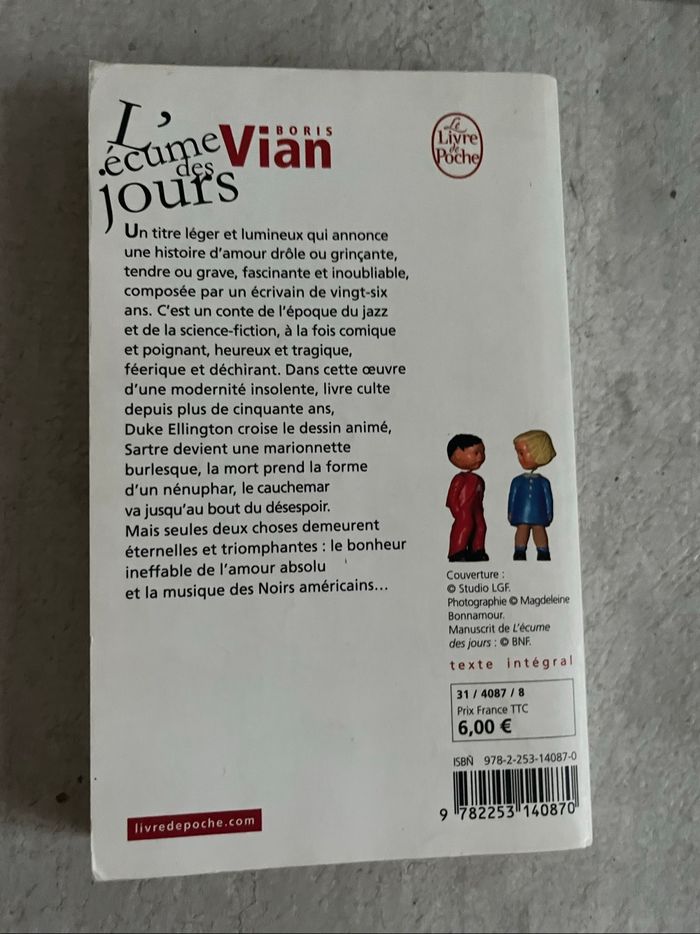 L'écume
des
jours
BORIS
Vian
Le
Livre
de
Poche
Un titre léger et lumineux qui annonce
une histoire d'amour drôle ou grinçante,
tendre ou grave, fascinante et inoubliable,
composée par un écrivain de vingt-six
ans. C'est un conte de l'époque du jazz
et de la science-fiction, à la fois comique
et poignant, heureux et tragique,
féerique et déchirant. Dans cette œuvre
d'une modernité insolente, livre culte
depuis plus de cinquante ans,
Duke Ellington croise le dessin animé,
Sartre devient une marionnette
burlesque, la mort prend la forme
d'un nénuphar, le cauchemar
va jusqu'au bout du désespoir.
Mais seules deux choses demeurent
éternelles et triomphantes : le bonheur
ineffable de l'amour absolu
et la musique des Noirs américains...
Couverture :
© Studio LGF.
Photographie © Magdeleine
Bonnamour.
Manuscrit de L'écume
des jours : © BNF.
texte intégral
31 / 4087 / 8
Prix France TTC
6,00 €
ISBN 978-2-253-14087-0
9 782253 140870
livredepoche.com